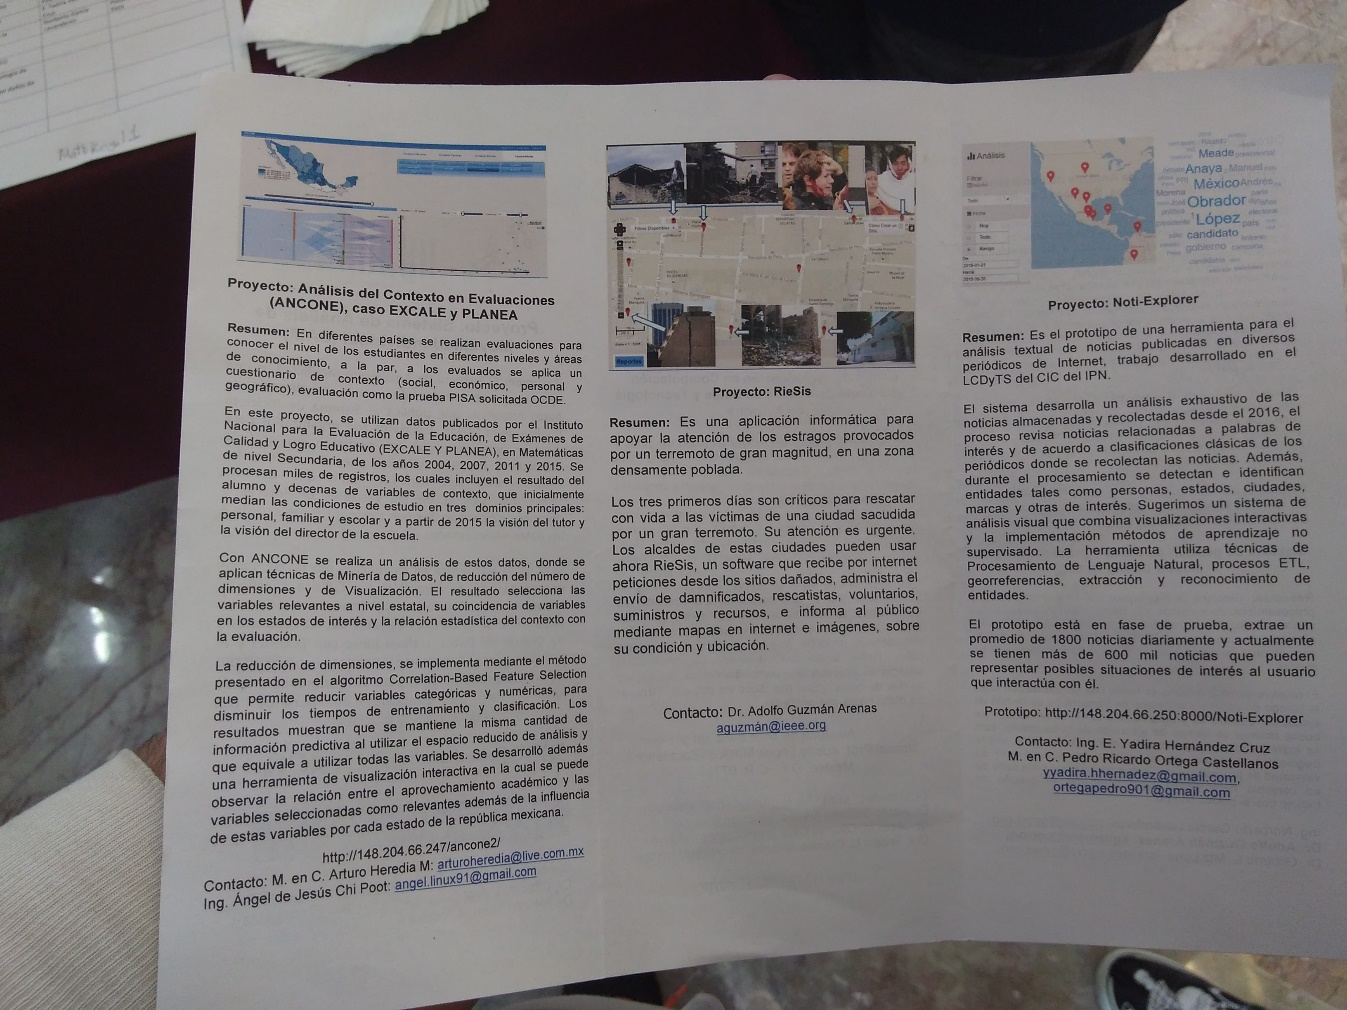 Proyecto: Análisis del Contexto en Evaluaciones
(ANCONE), caso EXCALE y PLANEA
Resumen: En diferentes países se realizan evaluaciones para
conocer el nivel de los estudiantes en diferentes niveles y áreas
de conocimiento, a la par, a los evaluados se aplica un
cuestionario de contexto (social, económico, personal y
geográfico), evaluación como la prueba PISA solicitada OCDE.
En este proyecto, se utilizan datos publicados por el Instituto
Nacional para la Evaluación de la Educación, de Exámenes de
Calidad y Logro Educativo (EXCALE Y PLANEA), en Matemáticas
de nivel Secundaria, de los años 2004, 2007, 2011 y 2015. Se
procesan miles de registros, los cuales incluyen el resultado del
alumno y decenas de variables de contexto, que inicialmente
median las condiciones de estudio en tres dominios principales:
personal, familiar y escolar y a partir de 2015 la visión del tutor y
la visión del director de la escuela.
Con ANCONE se realiza un análisis de estos datos, donde se
aplican técnicas de Minería de Datos, de reducción del número de
dimensiones y de Visualización. El resultado selecciona las
variables relevantes a nivel estatal, su coincidencia de variables
en los estados de interés y la relación estadística del contexto con
la evaluación.
La reducción de dimensiones, se implementa mediante el método
presentado en el algoritmo Correlation-Based Feature Selection
que permite reducir variables categóricas y numéricas, para
disminuir los tiempos de entrenamiento y clasificación. Los
resultados muestran que se mantiene la misma cantidad de
información predictiva al utilizar el espacio reducido de análisis y
que equivale a utilizar todas las variables. Se desarrolló además
una herramienta de visualización interactiva en la cual se puede
observar la relación entre el aprovechamiento académico y las
variables seleccionadas como relevantes además de la influencia
de estas variables por cada estado de la república mexicana.
http://148.204.66.247/ancone2/
Contacto: M. en C. Arturo Heredia M: arturoheredia@live.com.mx
Ing. Ángel de Jesús Chi Poot: angel.linux91@gmail.com
Filtros Disponibles
Reportes
Proyecto: RieSis
Resumen: Es una aplicación informática para
apoyar la atención de los estragos provocados
por un terremoto de gran magnitud, en una zona
densamente poblada.
Los tres primeros días son críticos para rescatar
con vida a las víctimas de una ciudad sacudida
por un gran terremoto. Su atención es urgente.
Los alcaldes de estas ciudades pueden usar
ahora RieSis, un software que recibe por internet
peticiones desde los sitios dañados, administra el
envío de damnificados, rescatistas, voluntarios,
suministros y recursos, e informa al público
mediante mapas en internet e imágenes, sobre
su condición y ubicación.
Contacto: Dr. Adolfo Guzmán Arenas
aguzmán@ieee.org
Análisis
Filtrar
Todo
Fecha
Hoy
Todo
Rango
Meade
Anaya Manuel
México Andrés
Morena
Obrador
López país
candidato
gobierno
Proyecto: Noti-Explorer
Resumen: Es el prototipo de una herramienta para el
análisis textual de noticias publicadas en diversos
periódicos de Internet, trabajo desarrollado en el
LCDyTS del CIC del IPN.
El sistema desarrolla un análisis exhaustivo de las
noticias almacenadas y recolectadas desde el 2016, el
proceso revisa noticias relacionadas a palabras de
interés y de acuerdo a clasificaciones clásicas de los
periódicos donde se recolectan las noticias. Además,
durante el procesamiento se detectan e identifican
entidades tales como personas, estados, ciudades,
marcas y otras de interés. Sugerimos un sistema de
análisis visual que combina visualizaciones interactivas
y la implementación métodos de aprendizaje no
supervisado. La herramienta utiliza técnicas de
Procesamiento de Lenguaje Natural, procesos ETL,
georreferencias, extracción y reconocimiento de
entidades.
El prototipo está en fase de prueba, extrae un
promedio de 1800 noticias diariamente y actualmente
se tienen más de 600 mil noticias que pueden
representar posibles situaciones de interés al usuario
que interactúa con él.
Prototipo: http://148.204.66.250:8000/Noti-Explorer
Contacto: Ing. E. Yadira Hernández Cruz
M. en C. Pedro Ricardo Ortega Castellanos
yyadira.hhernadez@gmail.com,
ortegapedro901@gmail.com